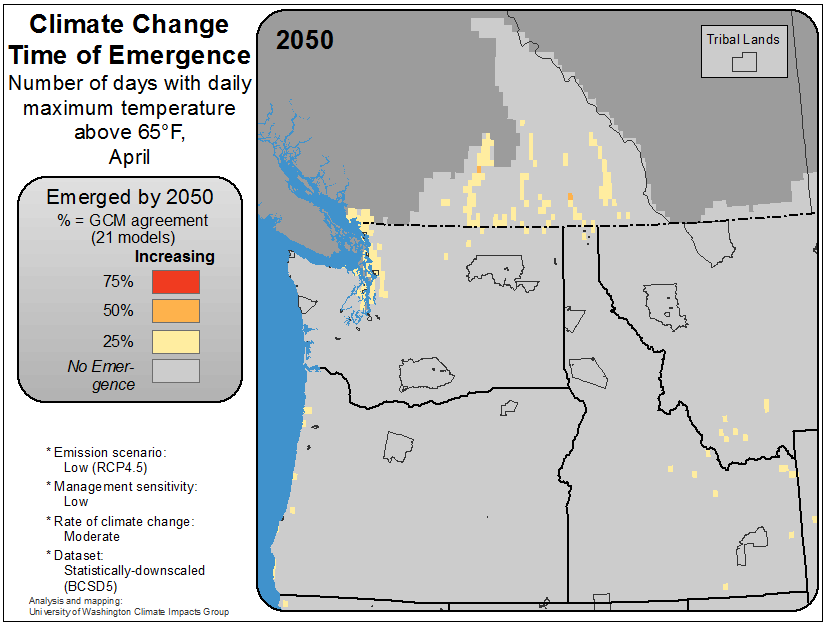 Climate Change
Time of Emergence
Number of days with daily
maximum temperature
above 65°F,
April
Emerged by 2050
% = GCM agreement
(21 models)
Increasing
75%
50%
25%
No Emer-
gence
* Emission scenario:
Low (RCP4.5)
* Management sensitivity:
Low
* Rate of climate change:
Moderate
* Dataset:
Statistically-downscaled
(BCSD5)
Analysis and mapping:
University of Washington Climate Impacts Group
2050
Tribal Lands